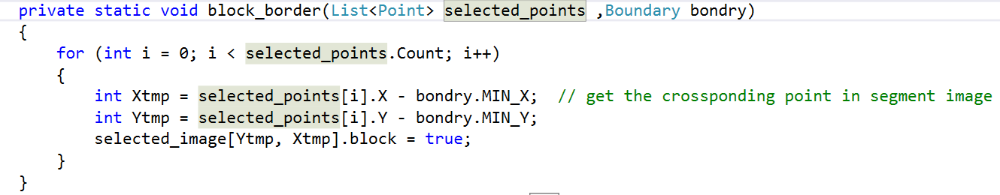 private static void block_border(List<Point> selected_points ,Boundary bondry)
{
for (int i = 0; i < selected_points.Count; i++)
{
int Xtmp = selected_points[i].X - bondry.MIN_X;  // get the crossponding point in segment image
int Ytmp = selected_points[i].Y - bondry.MIN_Y;
selected_image[Ytmp, Xtmp].block = true;
}
}